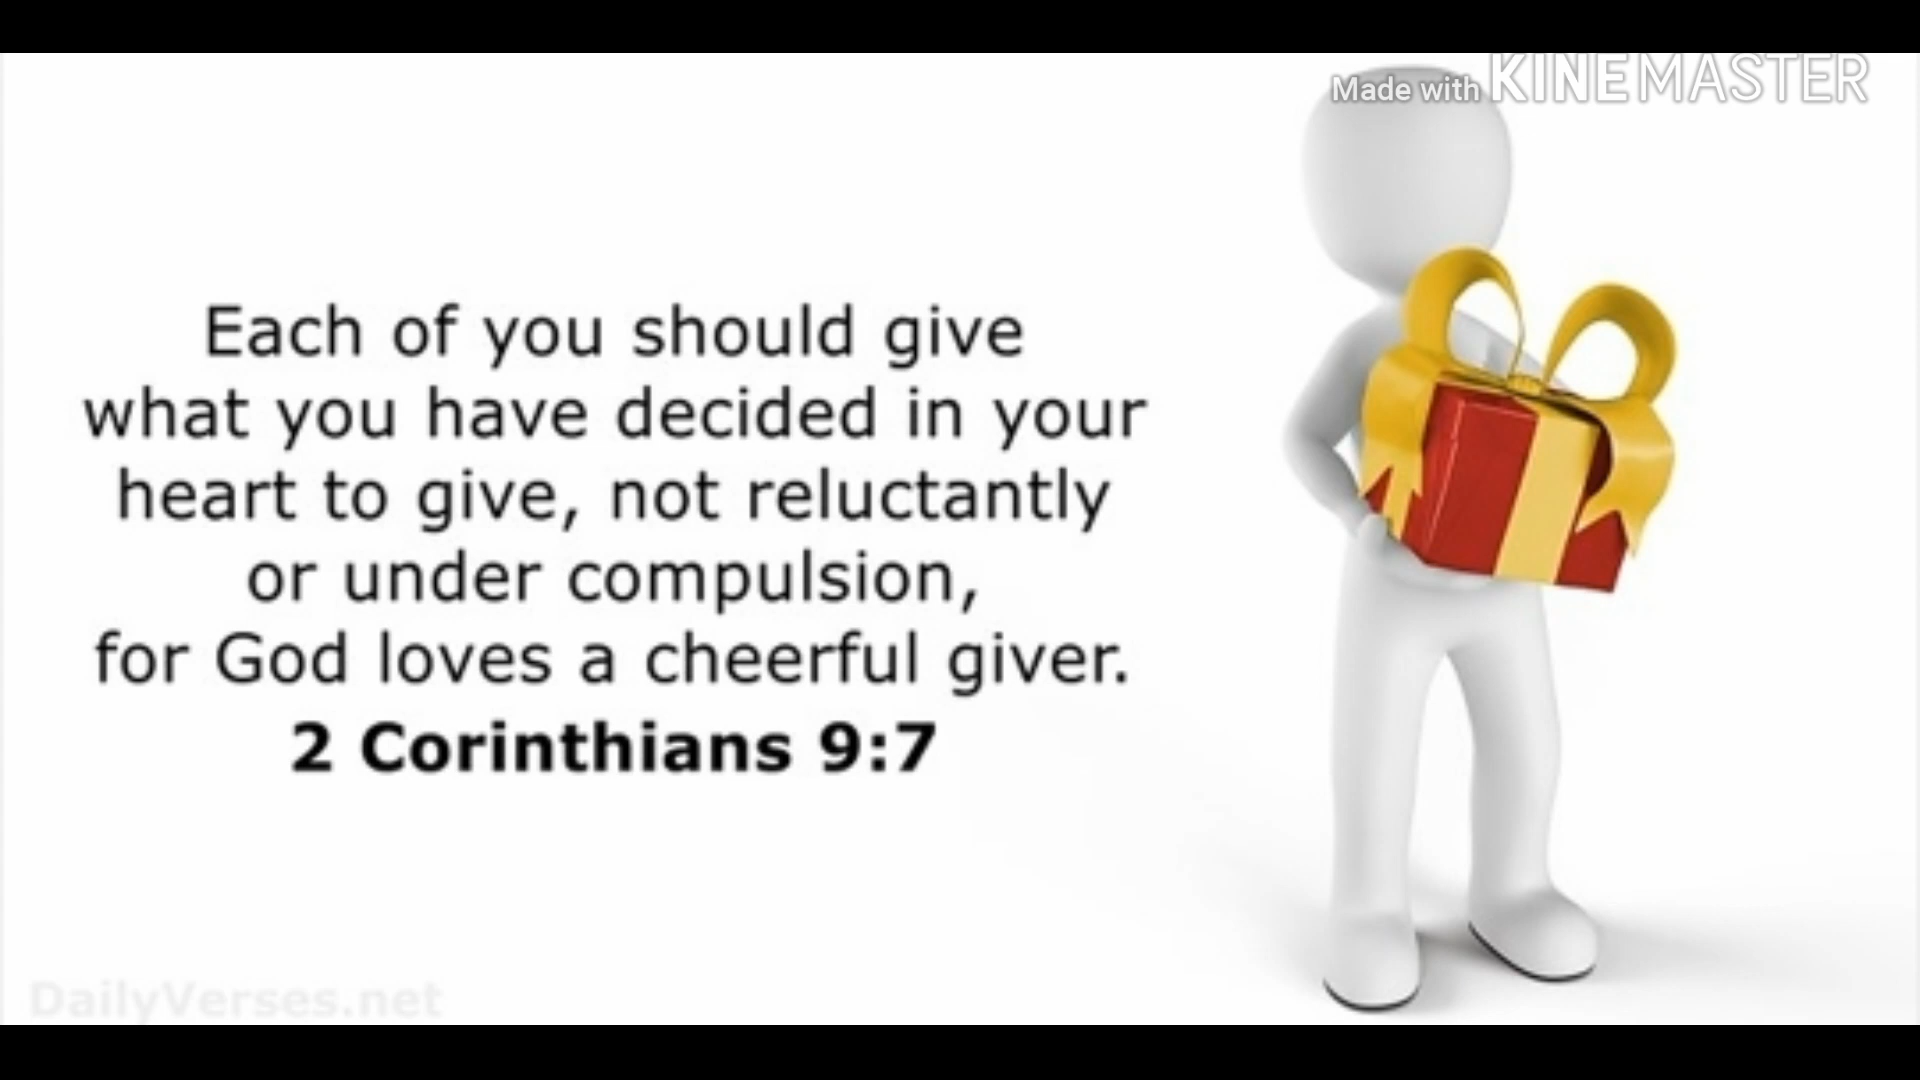 Made with KINEMASTER
Each of you should give
what you have decided in your
heart to give, not reluctantly
or under compulsion,
for God loves a cheerful giver.
2 Corinthians 9:7
DailyVerses.net